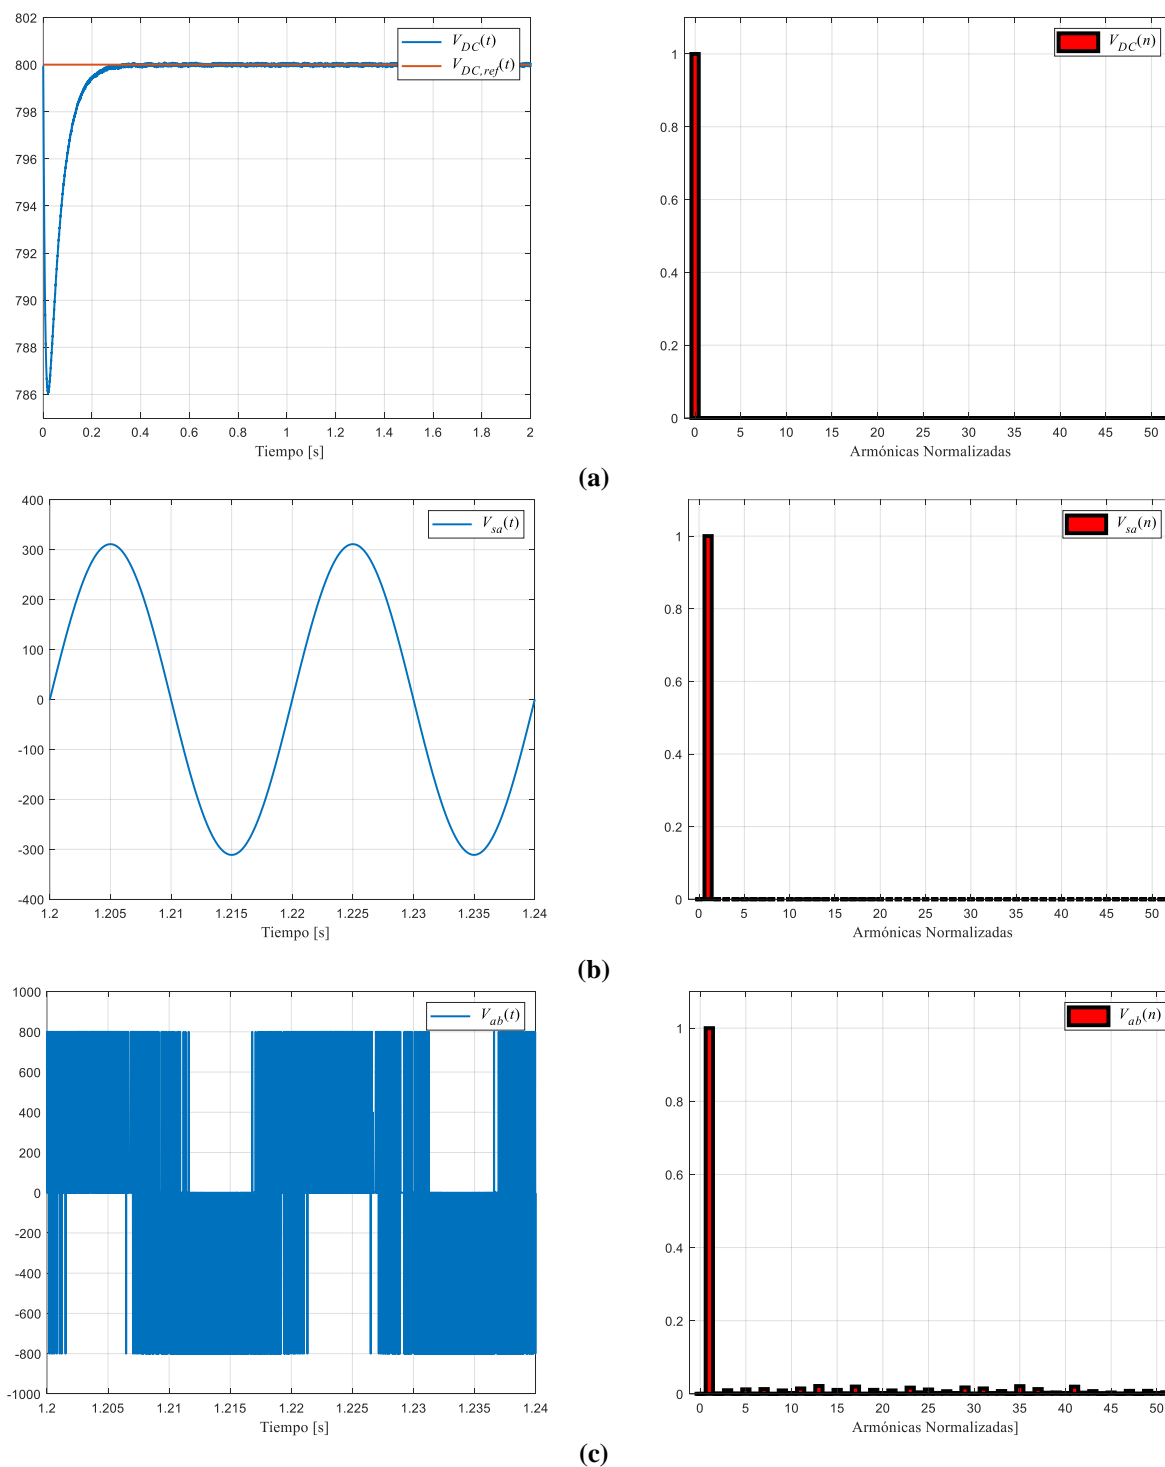 802
800
798
796
794
792
790
788
786
0 0.2 0.4 0.6 0.8 1 1.2 1.4 1.6 1.8 2
Tiempo [s]
V_DC(t)
V_DC,ref(t)
1
0.8
0.6
0.4
0.2
0
0 5 10 15 20 25 30 35 40 45 50
Armónicas Normalizadas
V_DC(n)
(a)
400
300
200
100
0
-100
-200
-300
-400
1.2 1.205 1.21 1.215 1.22 1.225 1.23 1.235 1.24
Tiempo [s]
V_sa(t)
1
0.8
0.6
0.4
0.2
0
0 5 10 15 20 25 30 35 40 45 50
Armónicas Normalizadas
V_sa(n)
(b)
1000
800
600
400
200
0
-200
-400
-600
-800
-1000
1.2 1.205 1.21 1.215 1.22 1.225 1.23 1.235 1.24
Tiempo [s]
V_ab(t)
1
0.8
0.6
0.4
0.2
0
0 5 10 15 20 25 30 35 40 45 50
Armónicas Normalizadas]
V_ab(n)
(c)